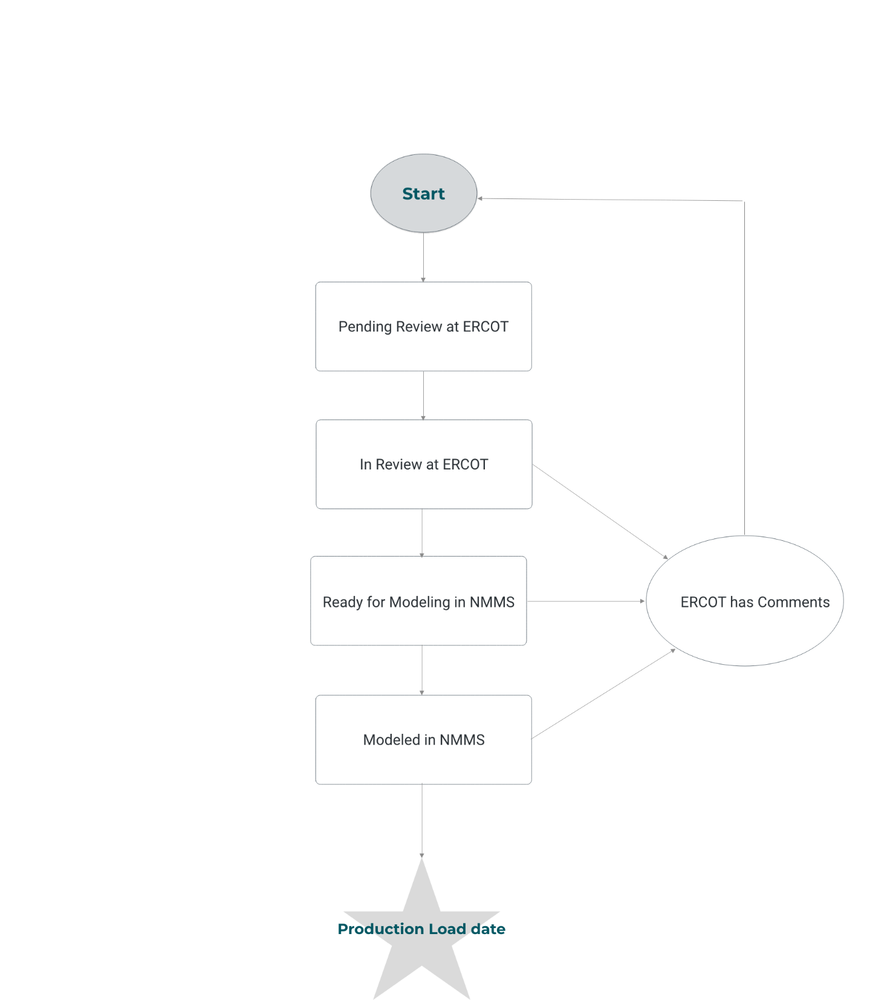 Start
Pending Review at ERCOT
In Review at ERCOT
Ready for Modeling in NMMS
ERCOT has Comments
Modeled in NMMS
Production Load date